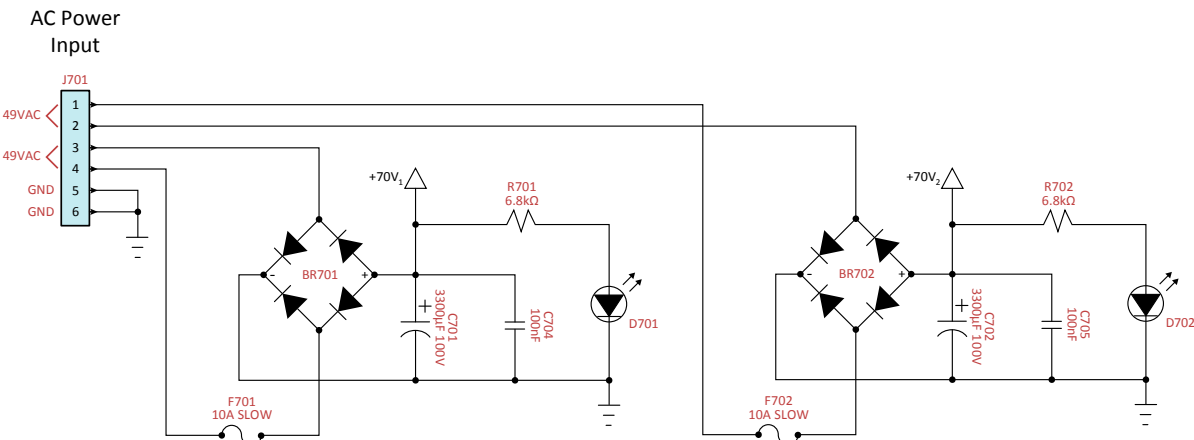 AC Power
Input
J701
49VAC
49VAC
GND
GND
1
2
3
4
5
6
+70V₁
R701
6.8kΩ
BR701
-
+
+
C701
3300µF 100V
C704
100nF
D701
F701
10A SLOW
+70V₂
R702
6.8kΩ
BR702
-
+
+
C702
3300µF 100V
C705
100nF
D702
F702
10A SLOW